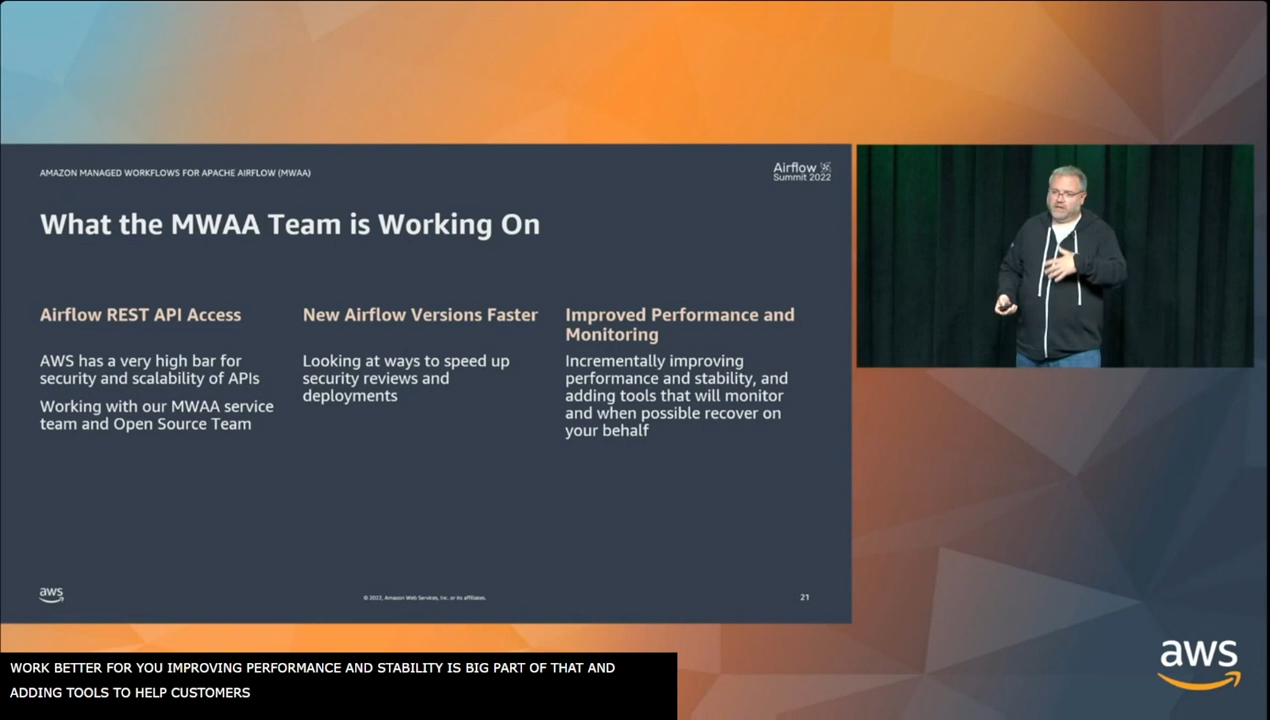 AMAZON MANAGED WORKFLOWS FOR APACHE AIRFLOW (MWAA)
Airflow
Summit 2022
What the MWAA Team is Working On
Airflow REST API Access
AWS has a very high bar for
security and scalability of APIs
Working with our MWAA service
team and Open Source Team
New Airflow Versions Faster
Looking at ways to speed up
security reviews and
deployments
Improved Performance and
Monitoring
Incrementally improving
performance and stability, and
adding tools that will monitor
and when possible recover on
your behalf
aws
© 2022, Amazon Web Services, Inc. or its affiliates.
21
WORK BETTER FOR YOU IMPROVING PERFORMANCE AND STABILITY IS BIG PART OF THAT AND
ADDING TOOLS TO HELP CUSTOMERS
aws